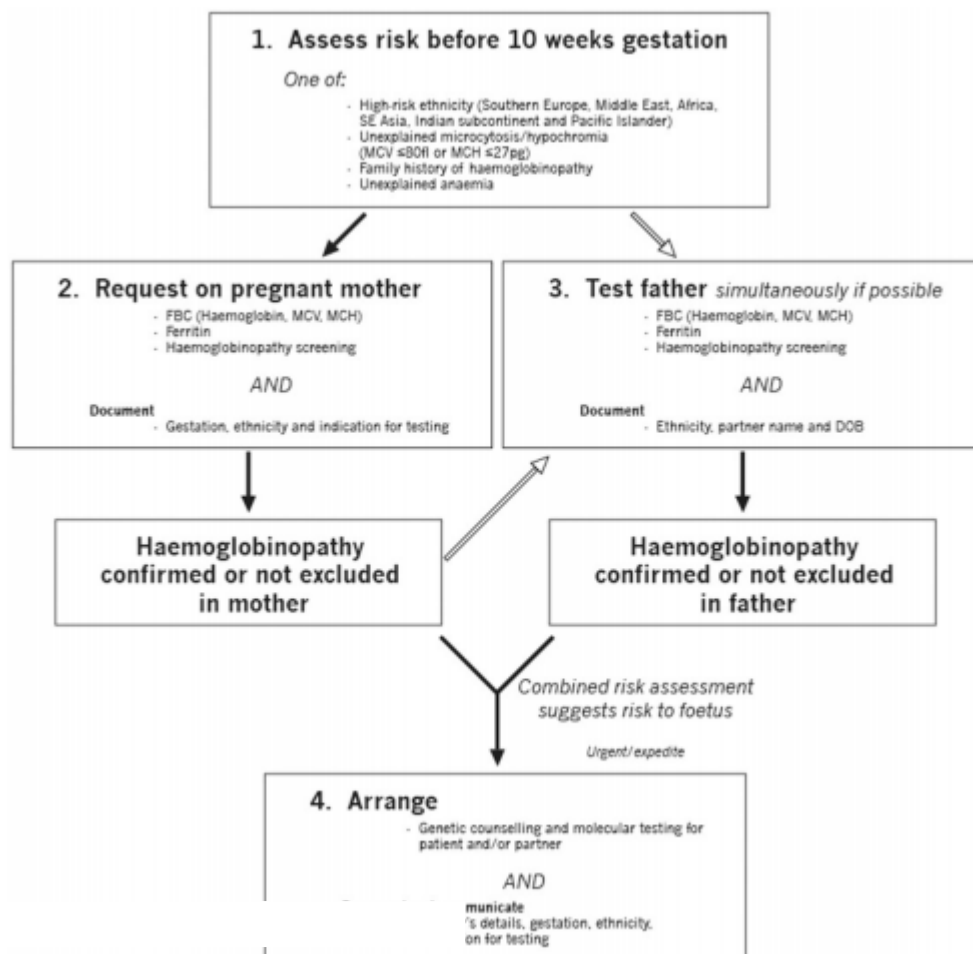 1. Assess risk before 10 weeks gestation
One of:
- High-risk ethnicity (Southern Europe, Middle East, Africa,
SE Asia, Indian subcontinent and Pacific Islander)
- Unexplained microcytosis/hypochromia
(MCV ≤80fl or MCH ≤27pg)
- Family history of haemoglobinopathy
- Unexplained anaemia
2. Request on pregnant mother
- FBC (Haemoglobin, MCV, MCH)
- Ferritin
- Haemoglobinopathy screening
AND
Document
- Gestation, ethnicity and indication for testing
3. Test father simultaneously if possible
- FBC (Haemoglobin, MCV, MCH)
- Ferritin
- Haemoglobinopathy screening
AND
Document
- Ethnicity, partner name and DOB
Haemoglobinopathy
confirmed or not excluded
in mother
Haemoglobinopathy
confirmed or not excluded
in father
Combined risk assessment
suggests risk to foetus
Urgent/expedite
4. Arrange
- Genetic counselling and molecular testing for
patient and/or partner
AND
municate
's details, gestation, ethnicity,
on for testing